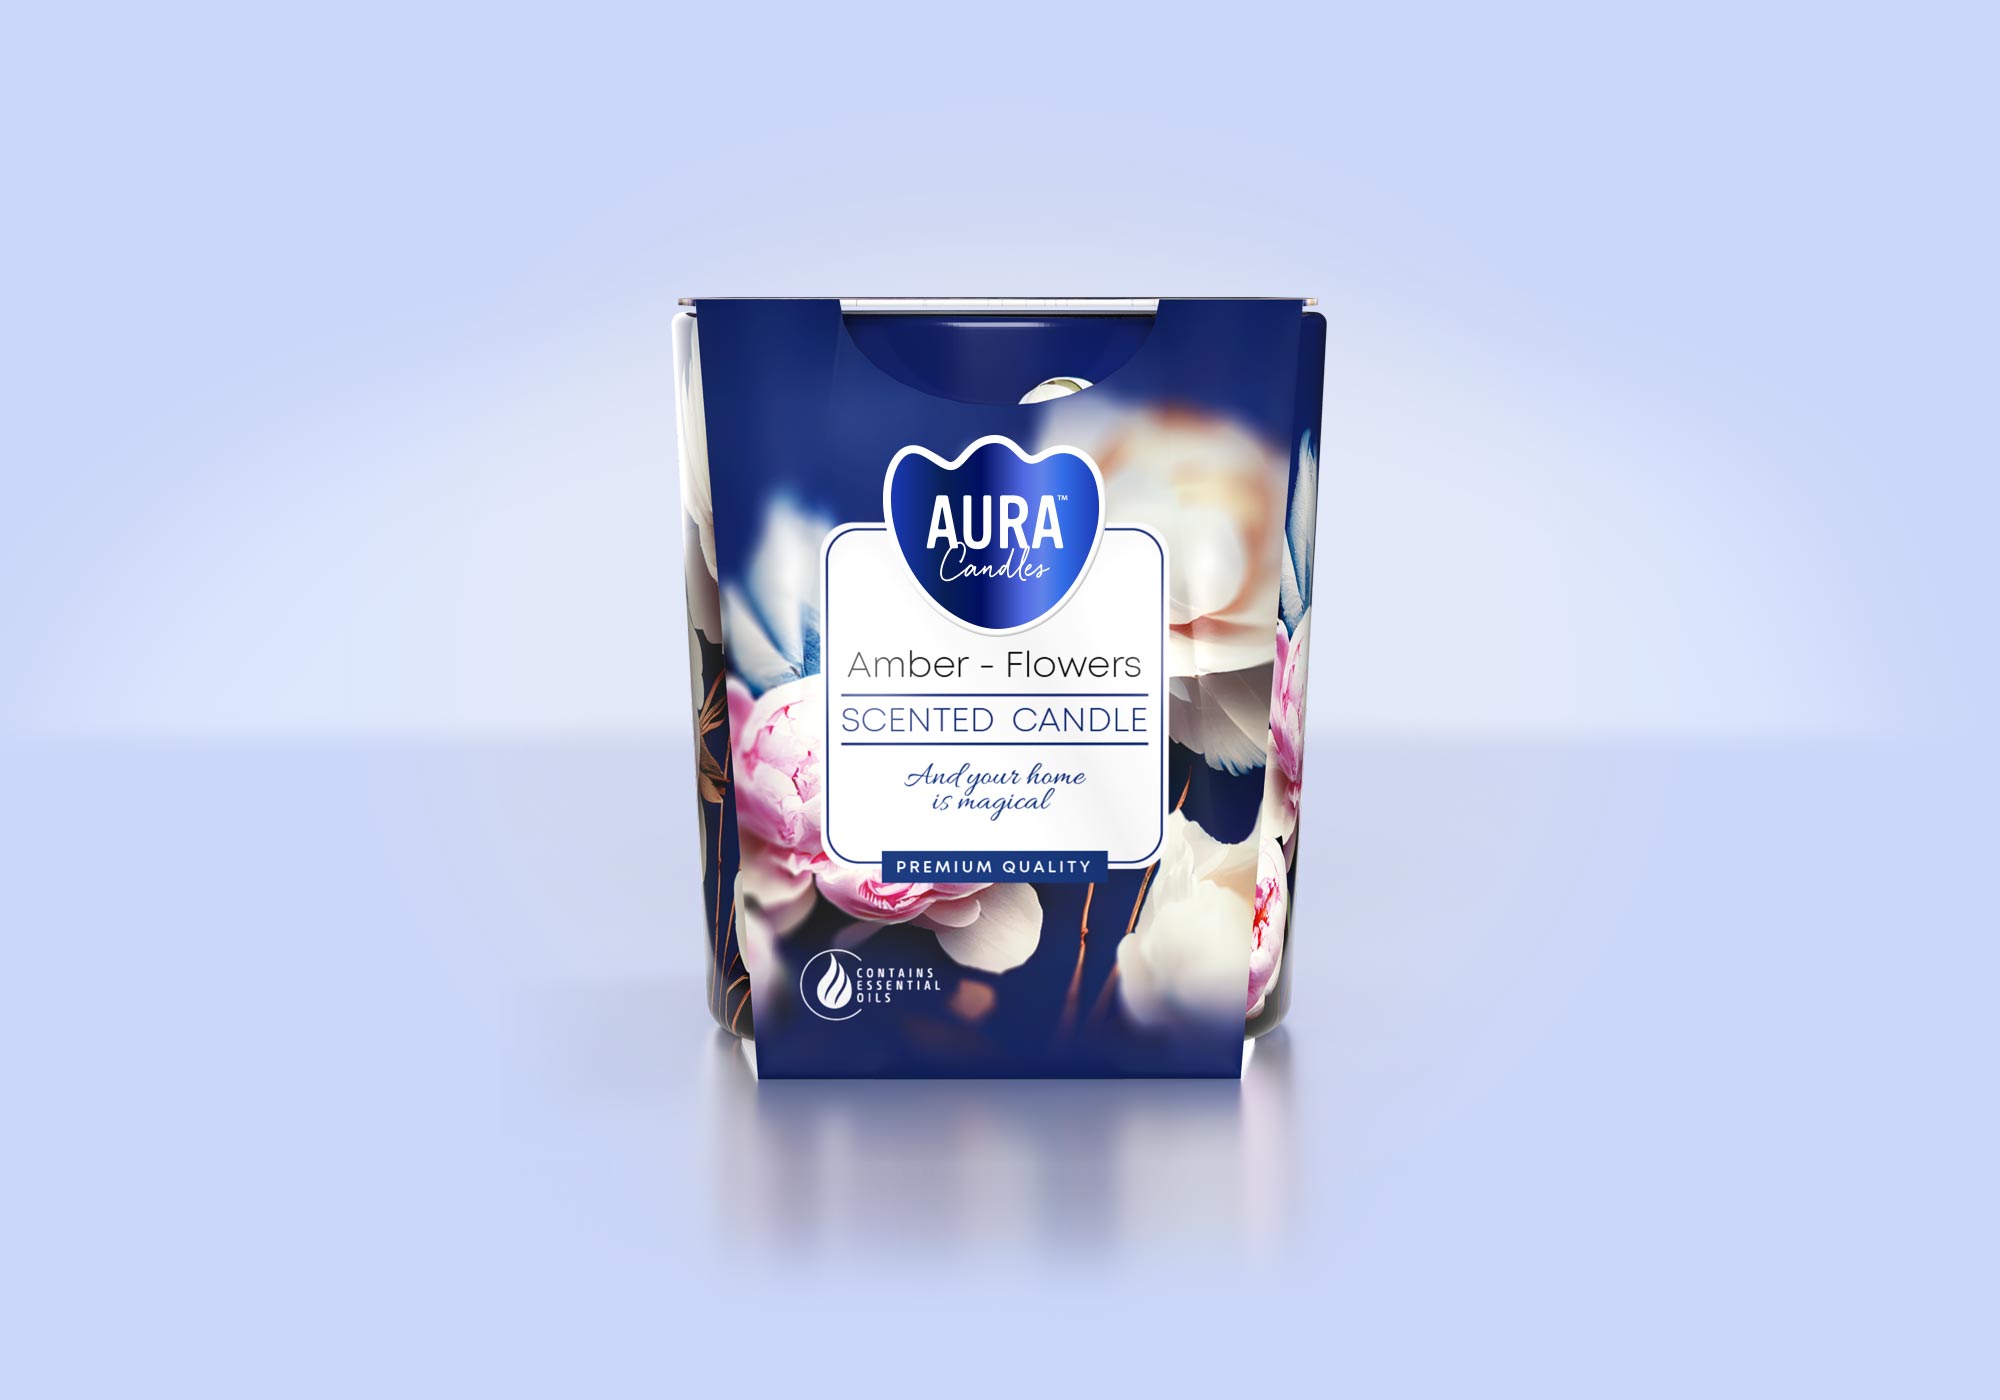 AURA™
Candles
Amber - Flowers
SCENTED CANDLE
And your home
is magical
PREMIUM QUALITY
CONTAINS
ESSENTIAL
OILS